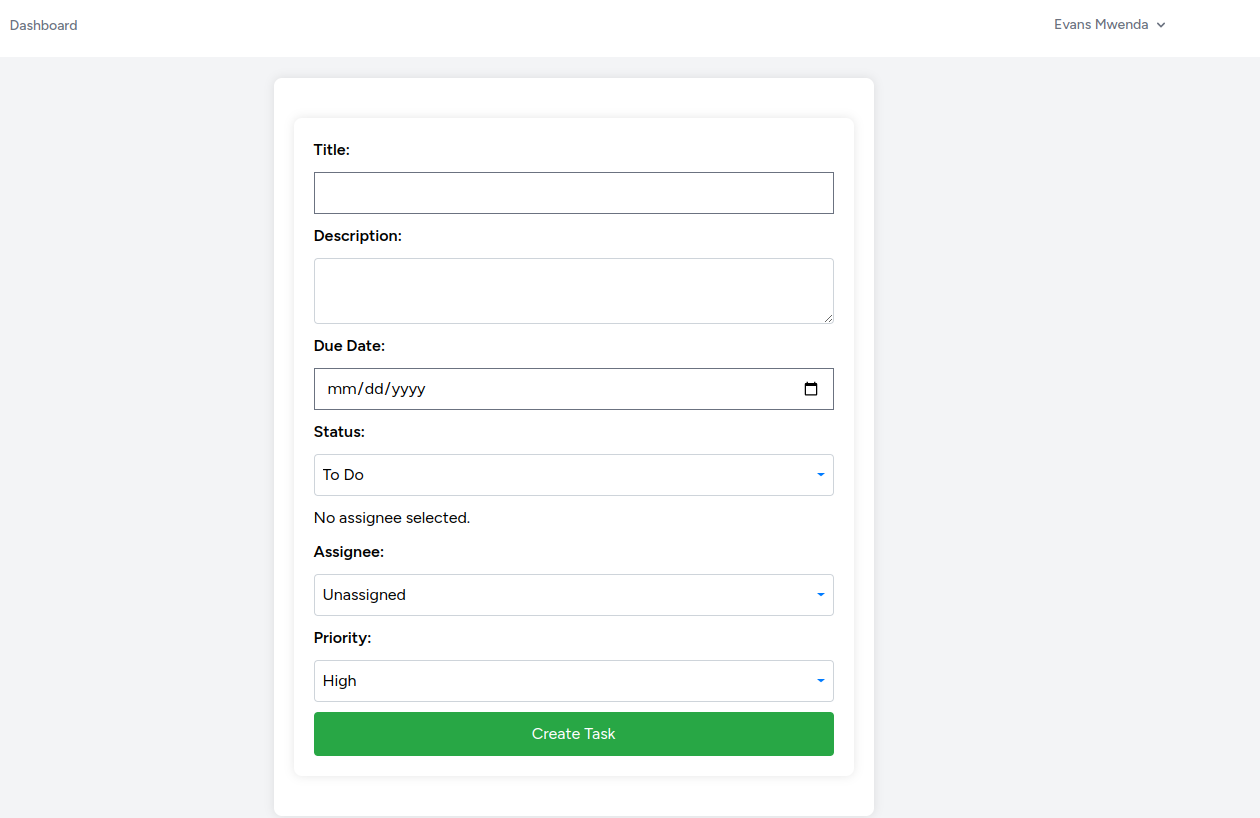 Dashboard
Evans Mwenda
Title:
Description:
Due Date:
mm/dd/yyyy
Status:
To Do
No assignee selected.
Assignee:
Unassigned
Priority:
High
Create Task